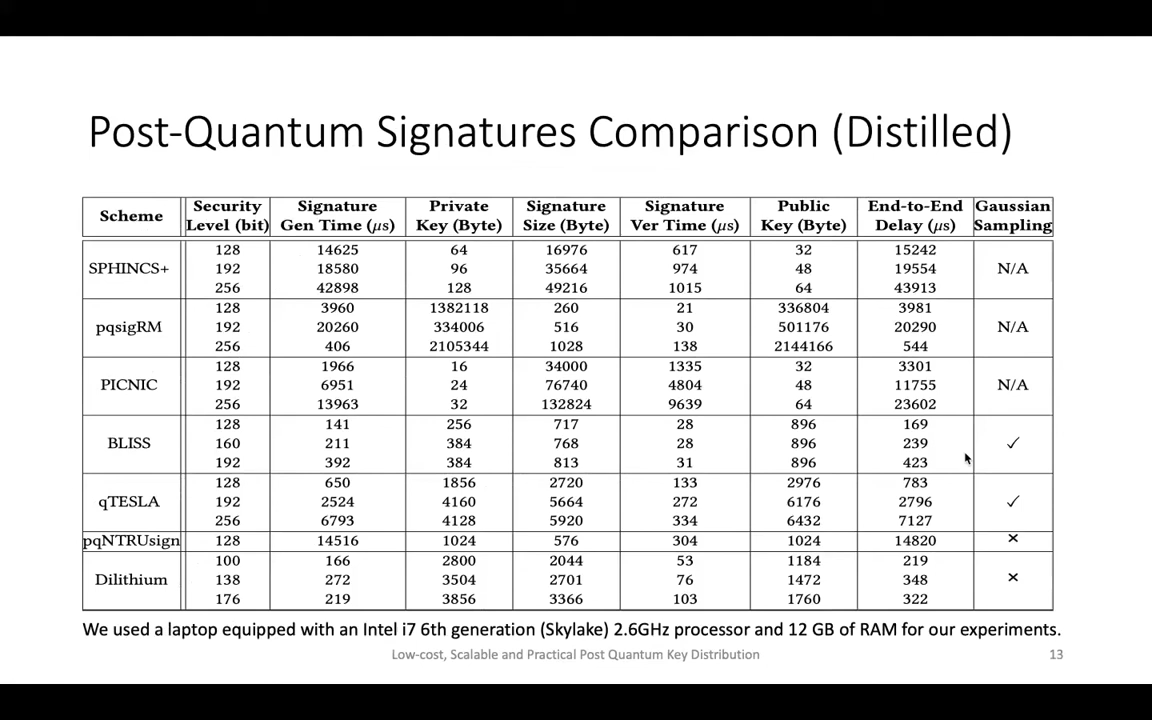 Post-Quantum Signatures Comparison (Distilled)
Scheme Security Level (bit) Signature Gen Time (μs) Private Key (Byte) Signature Size (Byte) Signature Ver Time (μs) Public Key (Byte) End-to-End Delay (μs) Gaussian Sampling
128 14625 64 16976 617 32 15242
SPHINCS+ 192 18580 96 35664 974 48 19554 N/A
256 42898 128 49216 1015 64 43913
128 3960 1382118 260 21 336804 3981
pqsigRM 192 20260 334006 516 30 501176 20290 N/A
256 406 2105344 1028 138 2144166 544
128 1966 16 34000 1335 32 3301
PICNIC 192 6951 24 76740 4804 48 11755 N/A
256 13963 32 132824 9639 64 23602
128 141 256 717 28 896 169
BLISS 160 211 384 768 28 896 239 ✓
192 392 384 813 31 896 423
128 650 1856 2720 133 2976 783
qTESLA 192 2524 4160 5664 272 6176 2796 ✓
256 6793 4128 5920 334 6432 7127
pqNTRUsign 128 14516 1024 576 304 1024 14820 ×
100 166 2800 2044 53 1184 219
Dilithium 138 272 3504 2701 76 1472 348 ×
176 219 3856 3366 103 1760 322
We used a laptop equipped with an Intel i7 6th generation (Skylake) 2.6GHz processor and 12 GB of RAM for our experiments.
Low-cost, Scalable and Practical Post Quantum Key Distribution 13